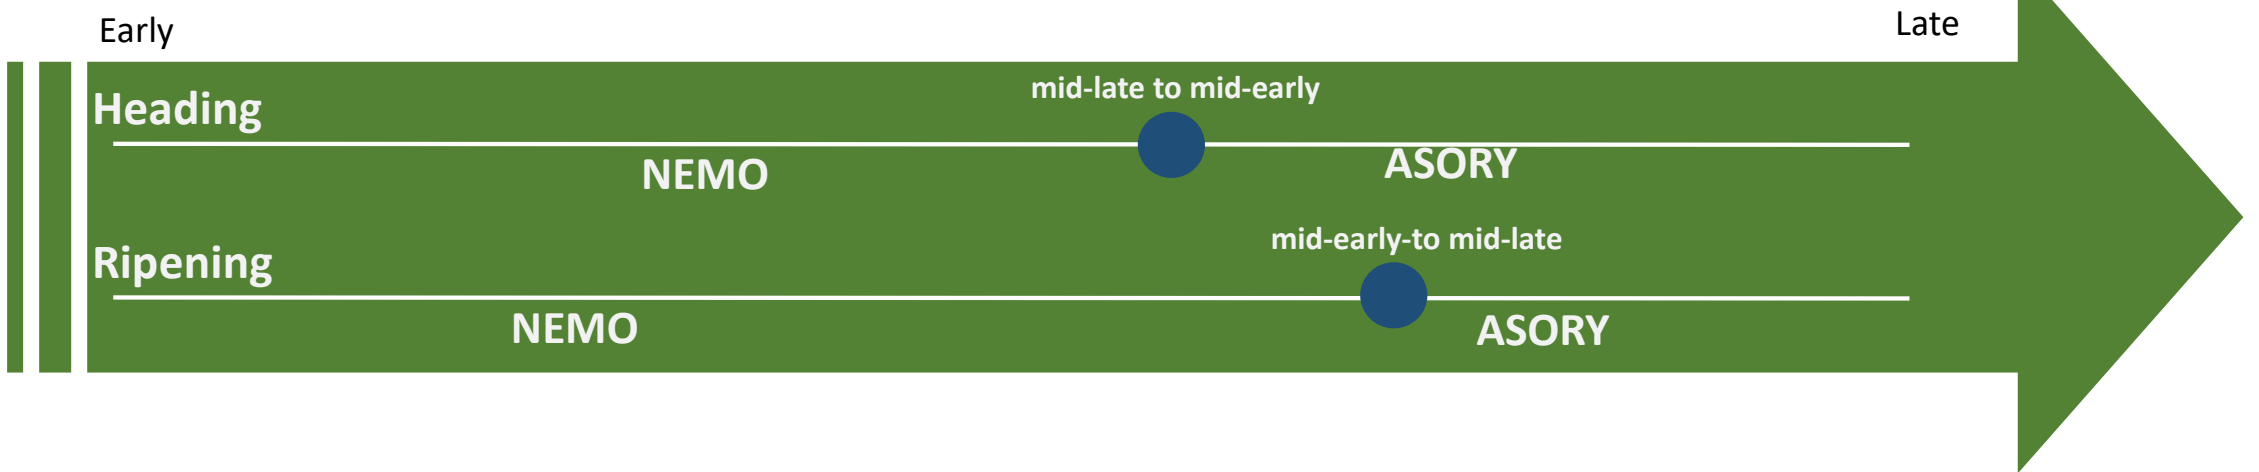 Early
Late
mid-late to mid-early
Heading
NEMO
ASORY
mid-early-to mid-late
Ripening
NEMO
ASORY